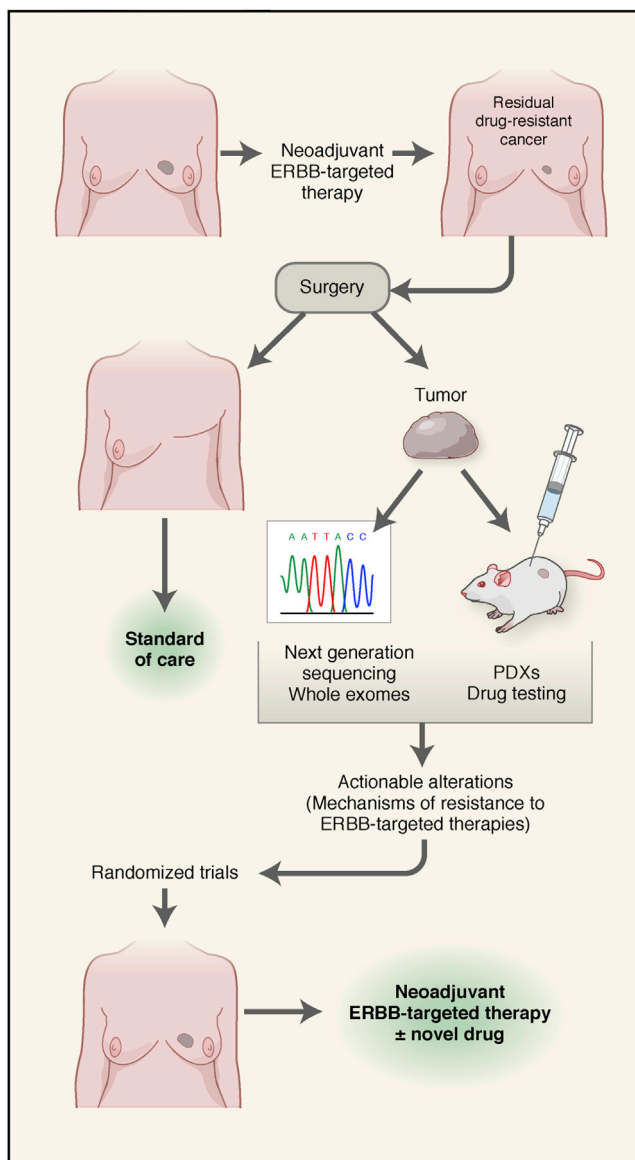 Neoadjuvant
ERBB-targeted
therapy
Residual
drug-resistant
cancer
Surgery
Tumor
A A T T A C C
Standard
of care
Next generation
sequencing
Whole exomes
PDXs
Drug testing
Actionable alterations
(Mechanisms of resistance to
ERBB-targeted therapies)
Randomized trials
Neoadjuvant
ERBB-targeted therapy
± novel drug